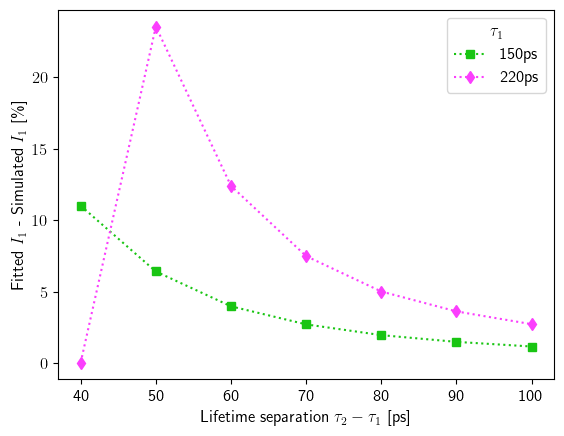 τ₁
150ps
220ps
Fitted I₁ - Simulated I₁ [%]
20
15
10
5
0
40 50 60 70 80 90 100
Lifetime separation τ₂ − τ₁ [ps]